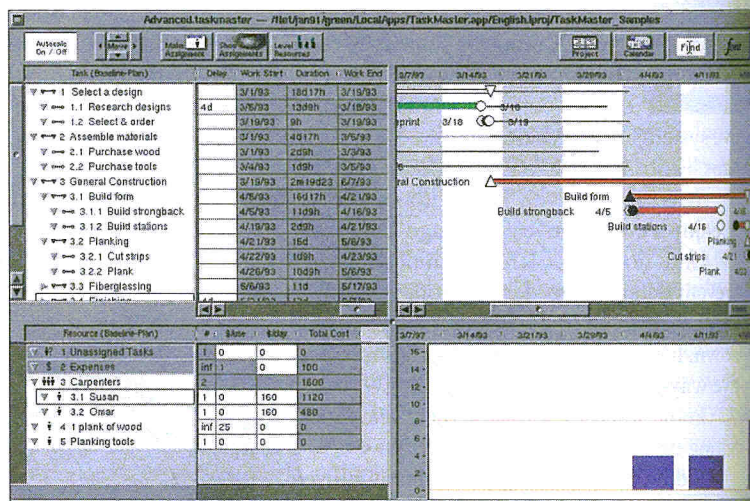 Advanced.taskmaster — /Net/jan91/green/LocalApps/TaskMaster.app/English.lproj/TaskMaster_Samples
Autoscale On / Off
Move
Make Assignment
Show Assignments
Level Resources
Project
Calendar
Find
Task (Baseline-Plan) Delay Work Start Duration Work End
3/7/93 3/14/93 3/21/93 3/28/93 4/4/93 4/11/93
1 Select a design 3/1/93 18d17h 3/19/93
1.1 Research designs 4d 3/5/93 13d9h 3/18/93
3/18
1.2 Select & order 3/19/93 9h 3/19/93
print 3/18 3/19
2 Assemble materials 3/1/93 4d17h 3/5/93
2.1 Purchase wood 3/1/93 2d9h 3/3/93
2.2 Purchase tools 3/4/93 1d9h 3/5/93
3 General Construction 3/19/93 2m19d23 6/7/93
ral Construction
3.1 Build form 4/5/93 16d17h 4/21/93
Build form
3.1.1 Build strongback 4/5/93 11d9h 4/16/93
Build strongback 4/5
3.1.2 Build stations 4/19/93 2d9h 4/21/93
Build stations 4/16
3.2 Planking 4/21/93 15d 5/6/93
Planking
3.2.1 Cut strips 4/22/93 1d9h 4/23/93
Cut strips 4/21
3.2.2 Plank 4/26/93 10d9h 5/6/93
Plank
3.3 Fiberglassing 5/6/93 11d 5/17/93
3.4 Finishing
Resource (Baseline-Plan) # $/use $/day Total Cost
3/7/93 3/14/93 3/21/93 3/28/93 4/4/93 4/11/93
1 Unassigned Tasks 1 0 0 0
2 Expenses inf 1 0 100
3 Carpenters 2 1600
3.1 Susan 1 0 160 1120
3.2 Omar 1 0 160 480
4 1 plank of wood inf 25 0 0
5 Planking tools 1 0 0 0
16
14
12
10
8
6
4
2
0